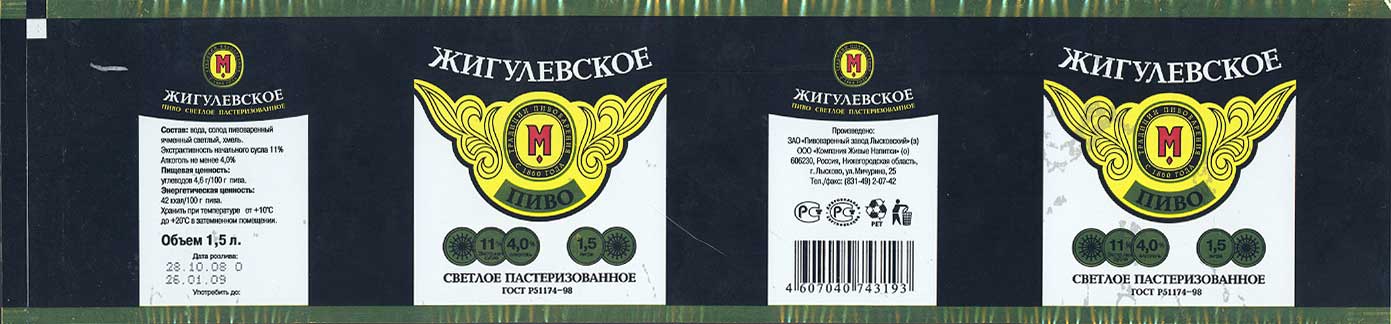 М
ЖИГУЛЕВСКОЕ
ПИВО СВЕТЛОЕ ПАСТЕРИЗОВАННОЕ
Состав: вода, солод пивоваренный
ячменный светлый, хмель.
Экстрактивность начального сусла 11%
Алкоголь не менее 4,0%
Пищевая ценность:
углеводов 4,6 г/100 г пива.
Энергетическая ценность:
42 ккал/100 г пива.
Хранить при температуре от +10°С
до +20°С в затемненном помещении.
Объем 1,5 л.
Дата розлива:
28.10.08 0
26.01.09
Употребить до:
ЖИГУЛЕВСКОЕ
ТРАДИЦИИ ПИВОВАРЕНИЯ
М
С 1860 ГОДА
ПИВО
11% 4,0% 1,5
СВЕТЛОЕ ПАСТЕРИЗОВАННОЕ
ГОСТ Р51174-98
М
ЖИГУЛЕВСКОЕ
ПИВО СВЕТЛОЕ ПАСТЕРИЗОВАННОЕ
Произведено:
ЗАО «Пивоваренный завод Лысковский» (з)
ООО «Компания Живые Напитки» (о)
606230, Россия, Нижегородская область,
г. Лысково, ул. Мичурина, 25
Тел./факс: (831-49) 2-07-42
РСТ РСТ PET
4 607040 743193
ЖИГУЛЕВСКОЕ
ТРАДИЦИИ ПИВОВАРЕНИЯ
М
С 1860 ГОДА
ПИВО
11% 4,0% 1,5
СВЕТЛОЕ ПАСТЕРИЗОВАННОЕ
ГОСТ Р51174-98